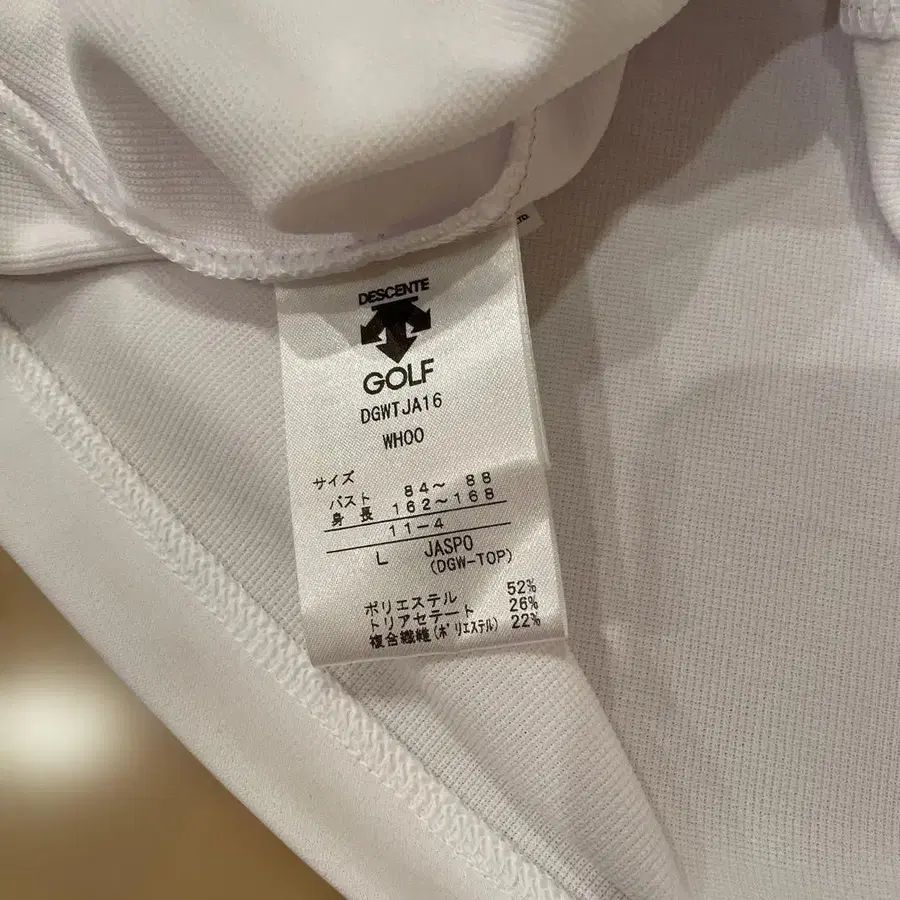 TD.
DESCENTE
GOLF
DGWTJA16
WH00
サイズ
バスト 84〜 88
身 長 162〜168
11-4
L JASPO
(DGW-TOP)
ポリエステル 52%
トリアセテート 26%
複合繊維(ポリエステル) 22%